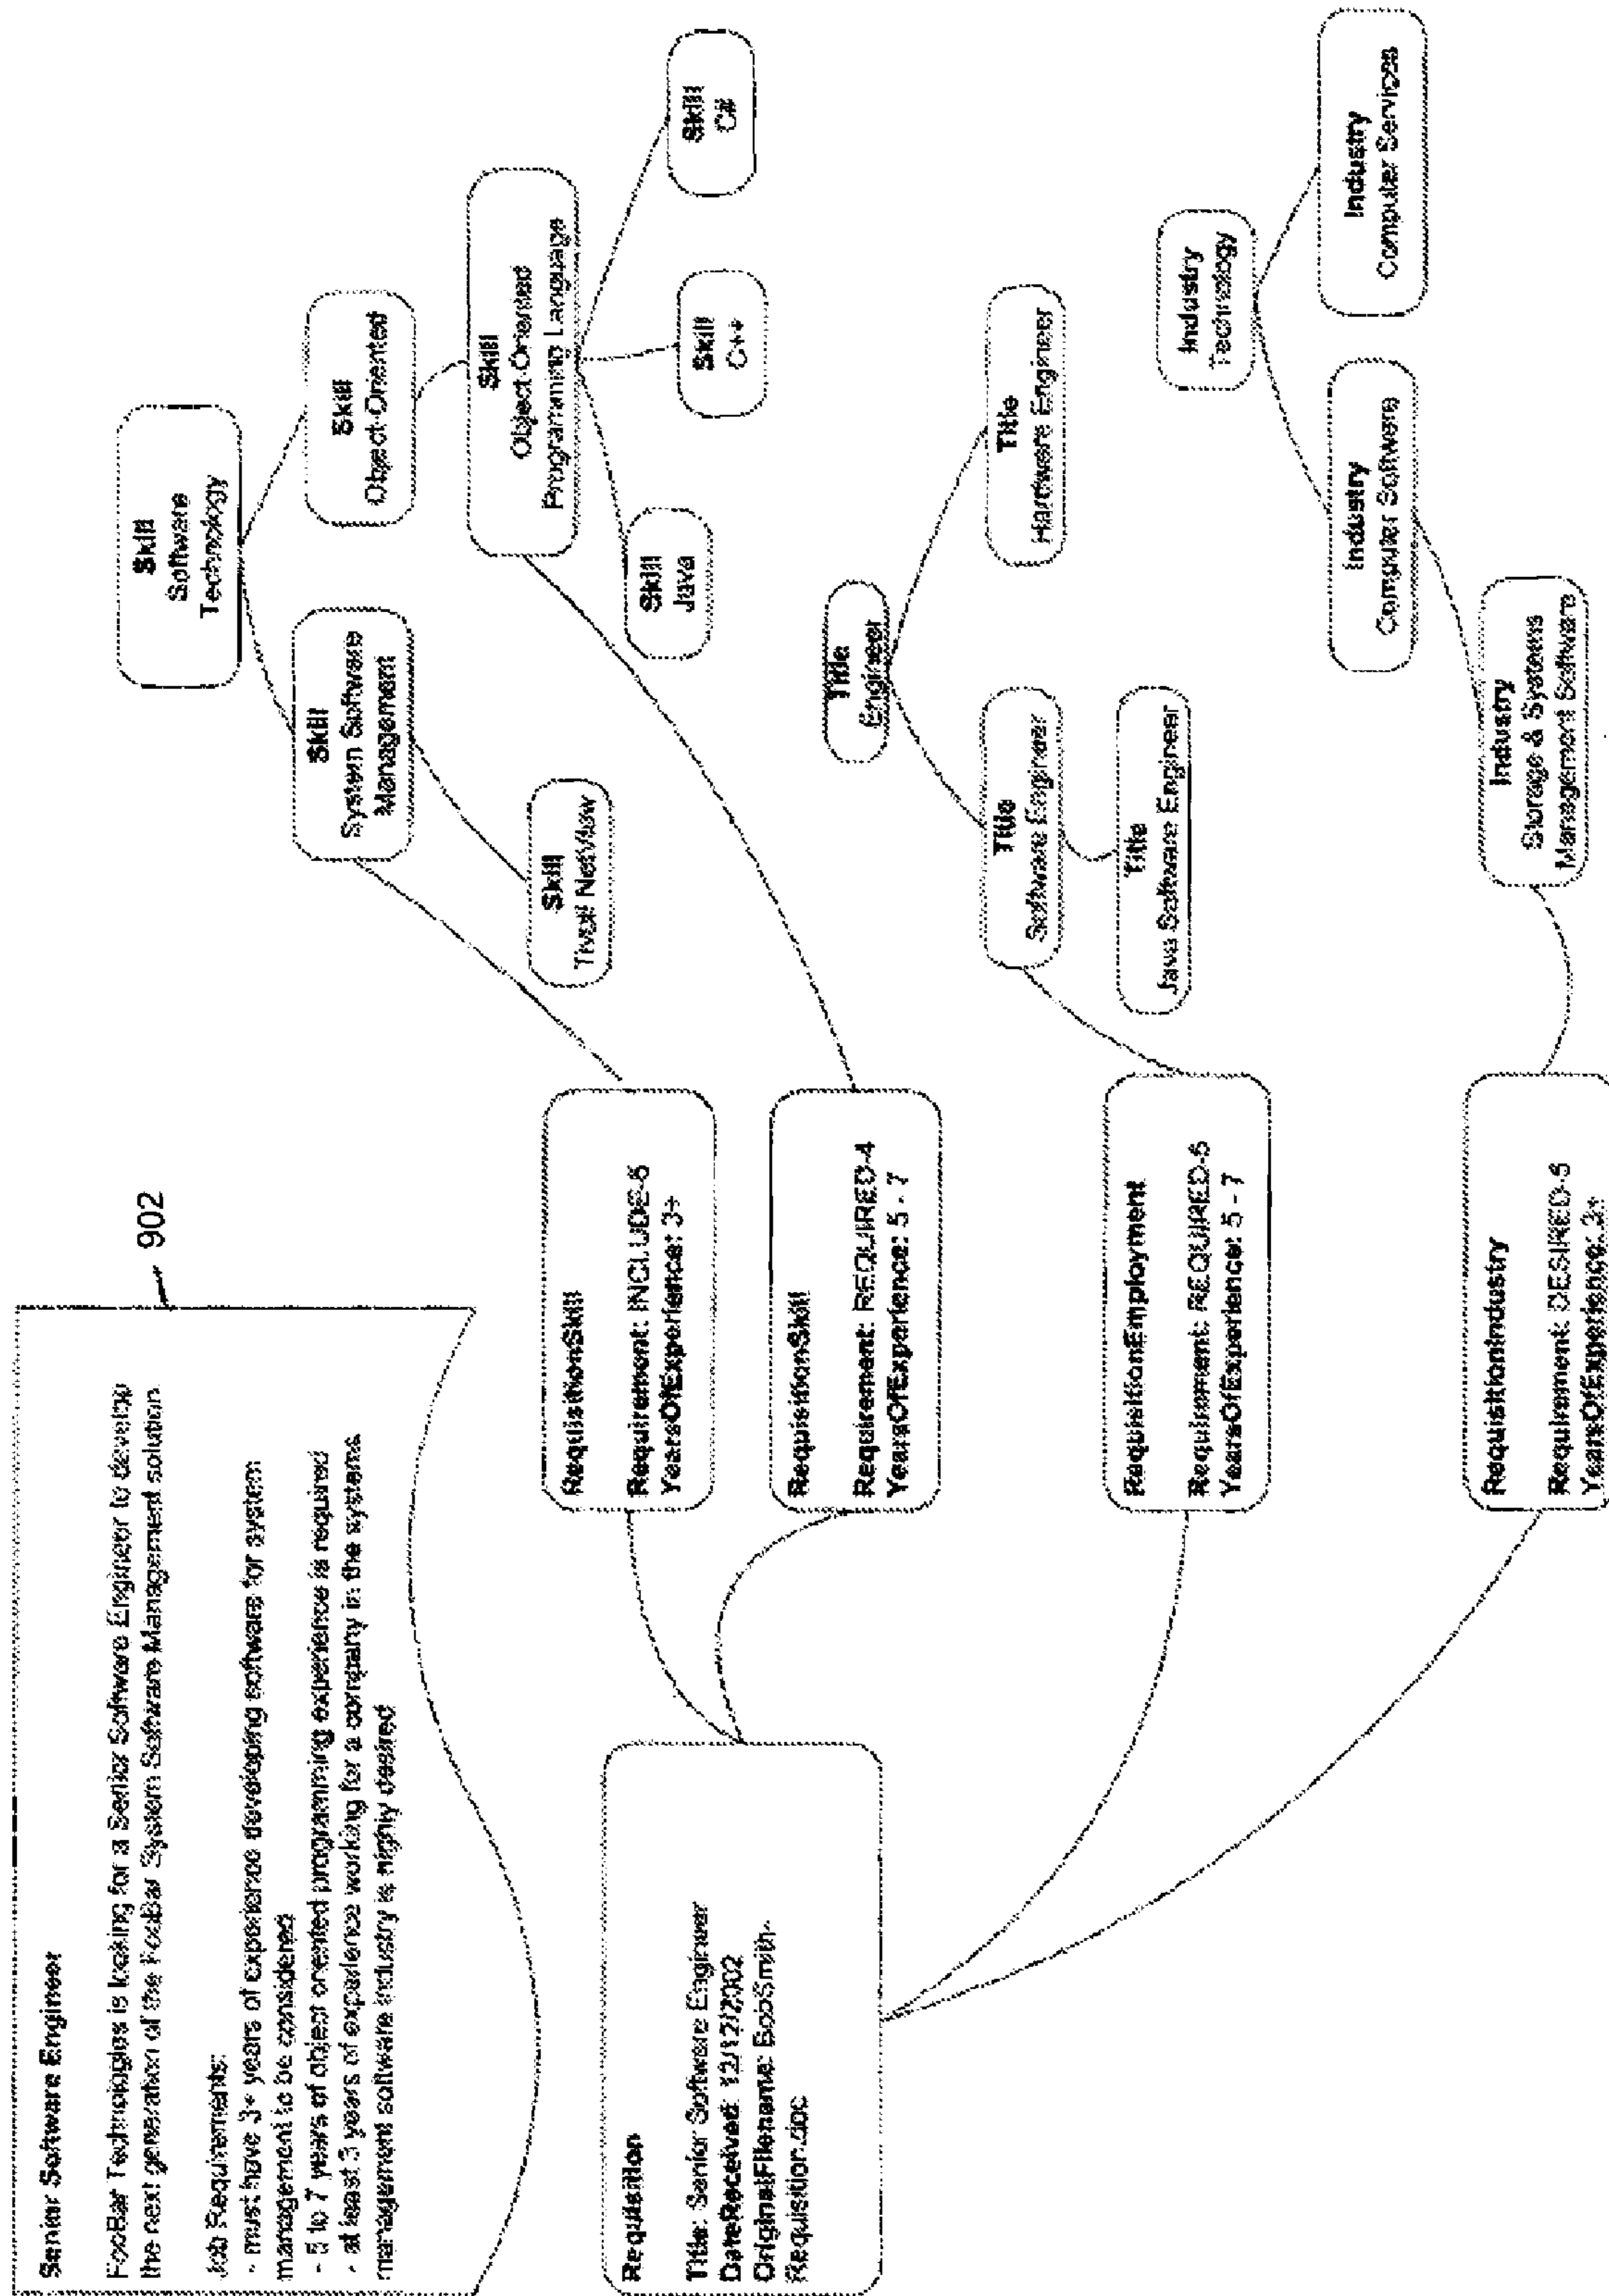 Senior Software Engineer
FooBar Technologies is looking for a Senior Software Engineer to develop
the next generation of the FooBar System Software Management solution
Job Requirements:
- must have 3+ years of experience developing software for system
management to be considered
- 5 to 7 years of object oriented programming experience is required
- at least 3 years of experience working for a company in the systems
management software industry is highly desired
902
Requisition
Title: Senior Software Engineer
DateReceived: 12/12/2002
OriginalFilename: BobSmith-
Requisition.doc
RequisitionSkill
Requirement: INCLUDE-5
YearsOfExperience: 3+
RequisitionSkill
Requirement: REQUIRED-4
YearsOfExperience: 5 - 7
RequisitionEmployment
Requirement: REQUIRED-5
YearsOfExperience: 5 - 7
RequisitionIndustry
Requirement: DESIRED-5
YearsOfExperience: 3+
Skill
Software
Technology
Skill
System Software
Management
Skill
Object-Oriented
Skill
Tivoli NetView
Skill
Object-Oriented
Programming Language
Skill
Java
Skill
C++
Skill
C#
Title
Engineer
Title
Software Engineer
Title
Hardware Engineer
Title
Java Software Engineer
Industry
Technology
Industry
Computer Software
Industry
Computer Services
Industry
Storage & Systems
Management Software